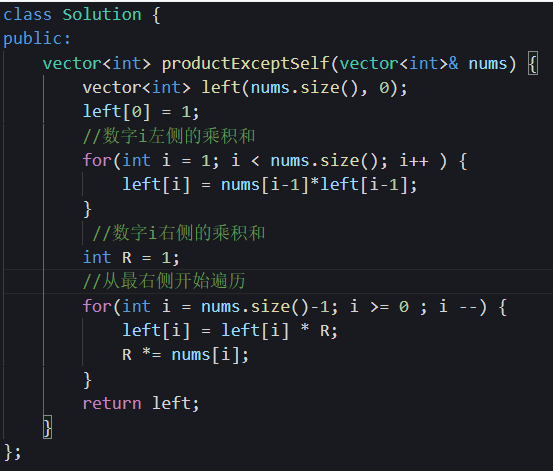 class Solution {
public:
    vector<int> productExceptSelf(vector<int>& nums) {
        vector<int> left(nums.size(), 0);
        left[0] = 1;
        //数字i左侧的乘积和
        for(int i = 1; i < nums.size(); i++ ) {
            left[i] = nums[i-1]*left[i-1];
        }
         //数字i右侧的乘积和
        int R = 1;
        //从最右侧开始遍历
        for(int i = nums.size()-1; i >= 0 ; i --) {
            left[i] = left[i] * R;
            R *= nums[i];
        }
        return left;
    }
};